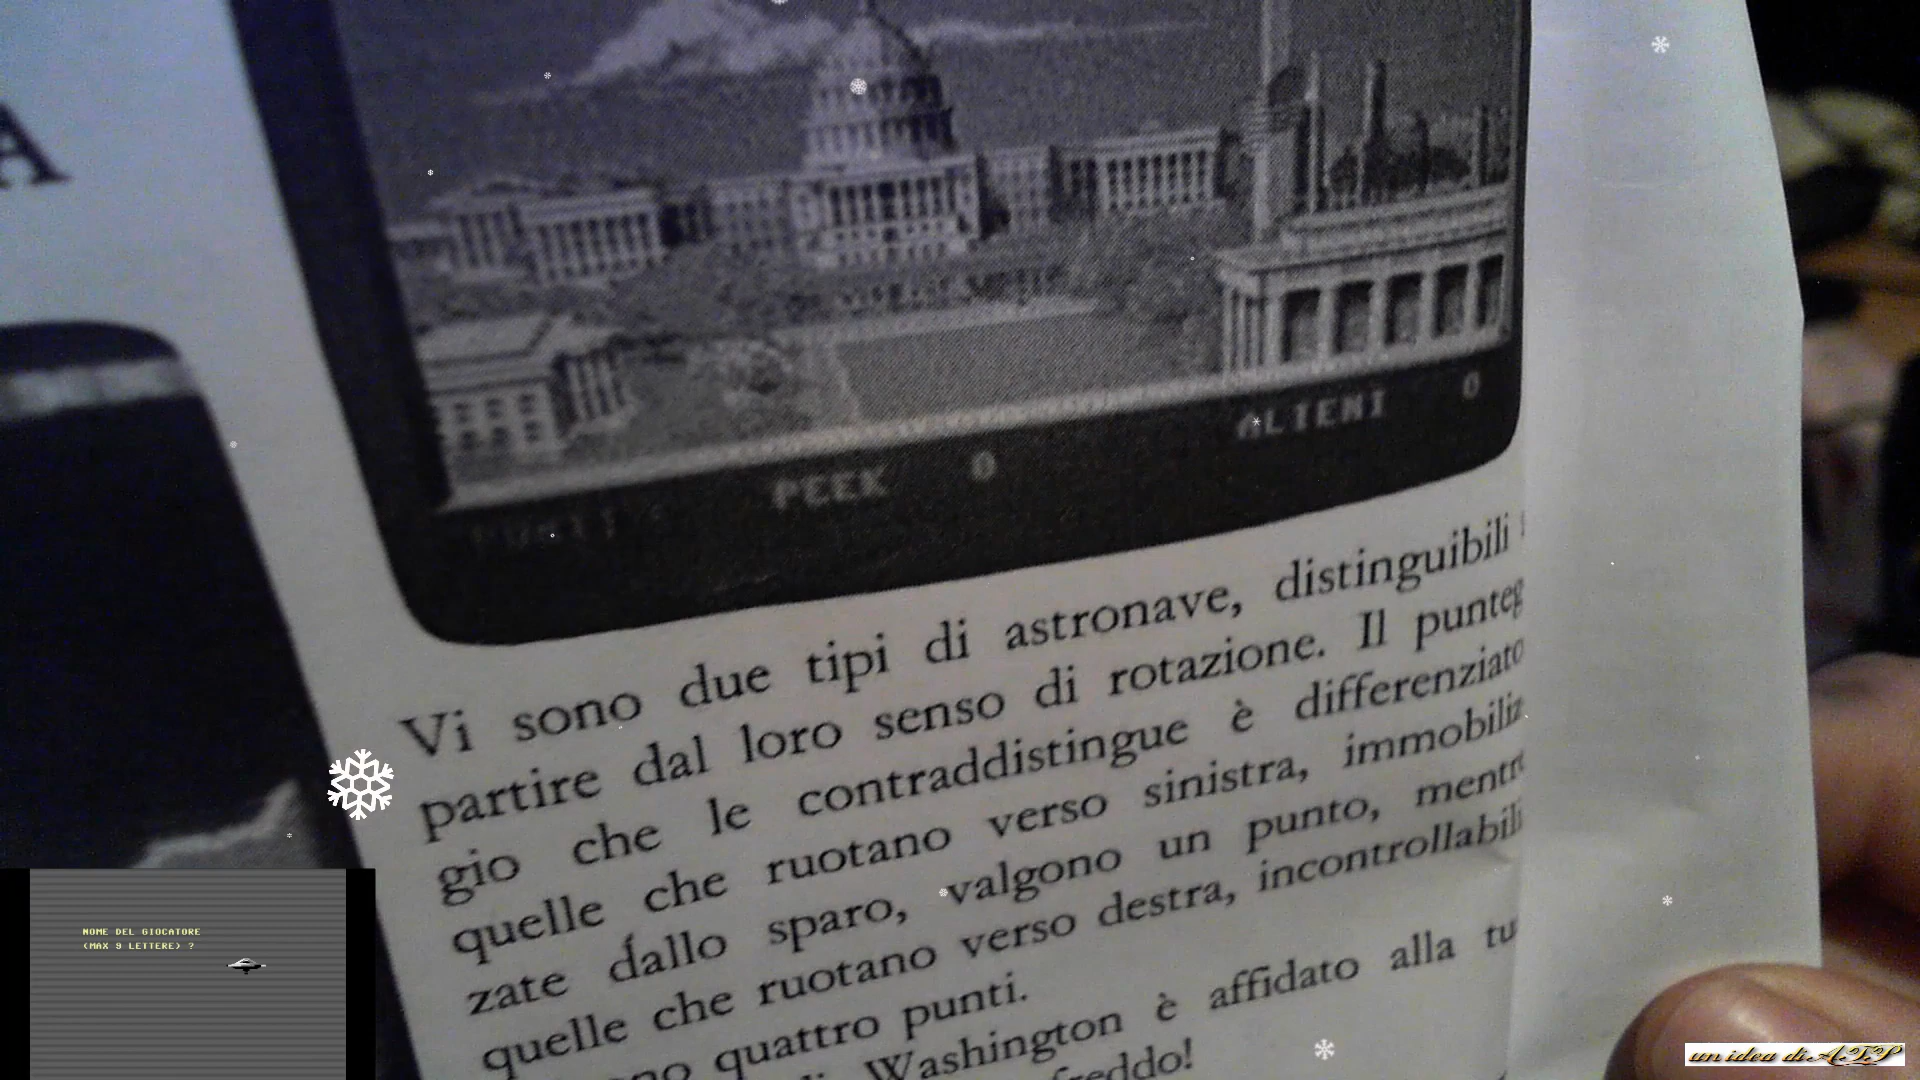 A
PUNTI
PEEK 0
ALIENI 0
Vi sono due tipi di astronave, distinguibili
partire dal loro senso di rotazione. Il punteg
gio che le contraddistingue è differenziato
quelle che ruotano verso sinistra, immobiliz
zate dallo sparo, valgono un punto, mentre
quelle che ruotano verso destra, incontrollabili
no quattro punti.
di Washington è affidato alla tu
freddo!
NOME DEL GIOCATORE
(MAX 9 LETTERE) ?
un idea di A.T.P